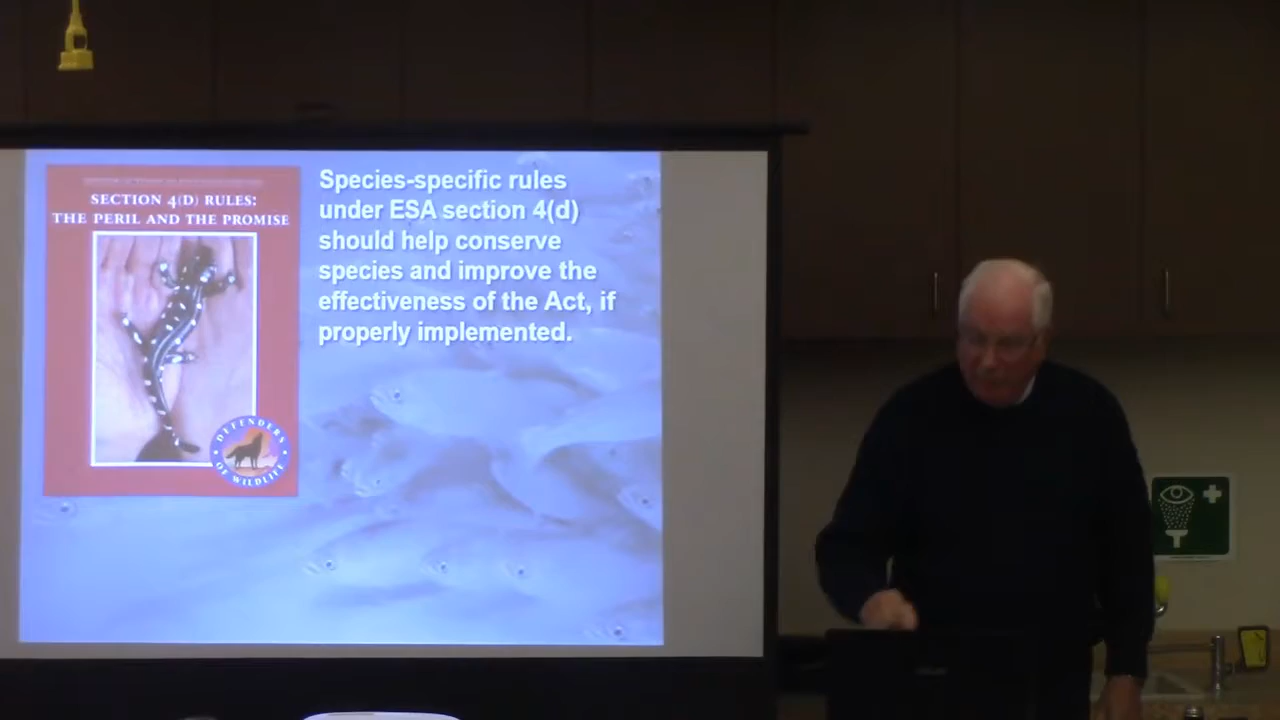 SECTION 4(D) RULES:
THE PERIL AND THE PROMISE
DEFENDERS
OF WILDLIFE
Species-specific rules
under ESA section 4(d)
should help conserve
species and improve the
effectiveness of the Act, if
properly implemented.